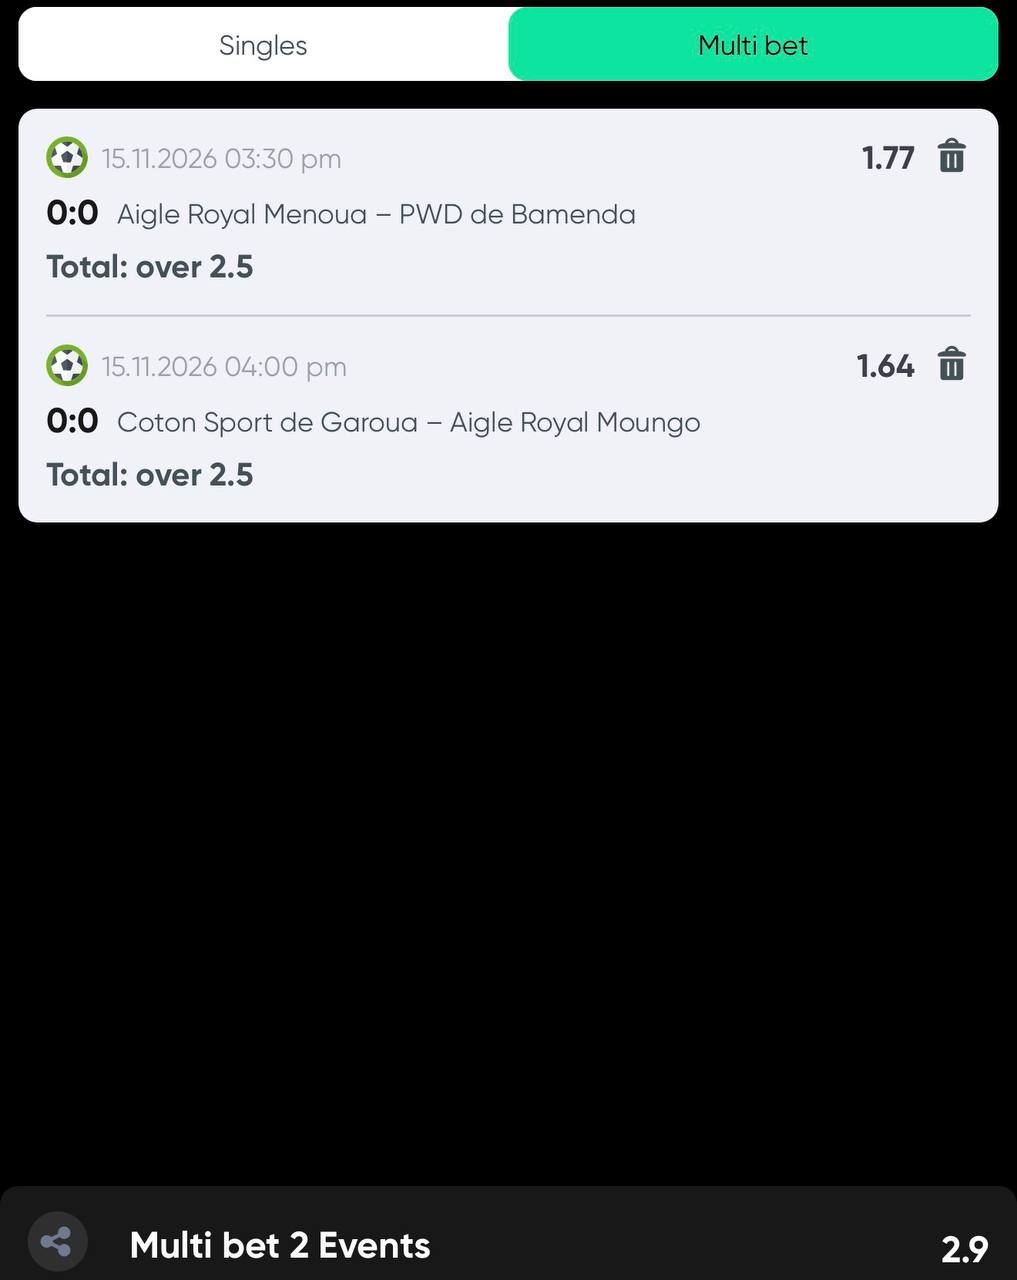 Singles
Multi bet
15.11.2026 03:30 pm
1.77
0:0 Aigle Royal Menoua – PWD de Bamenda
Total: over 2.5
15.11.2026 04:00 pm
1.64
0:0 Coton Sport de Garoua – Aigle Royal Moungo
Total: over 2.5
Multi bet 2 Events
2.9